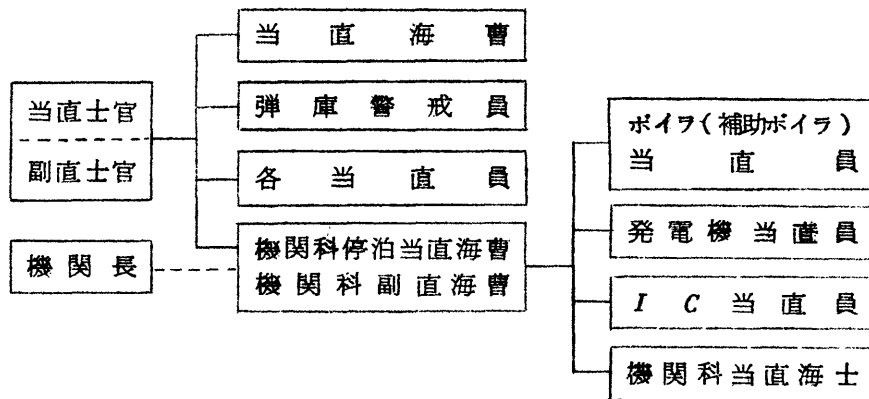 当直海曹
当直士官
副直士官
弾庫警戒員
各当直員
機関長
機関科停泊当直海曹
機関科副直海曹
ボイラ(補助ボイラ)
当直員
発電機当直員
IC当直員
機関科当直海士